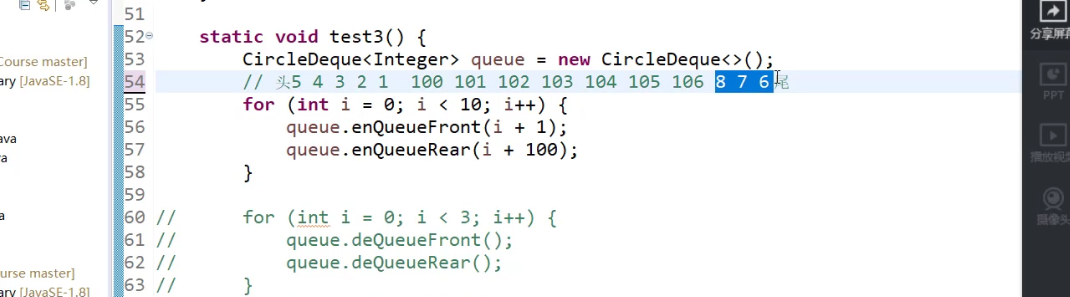 51
52 static void test3() {
Course master]
53 CircleDeque<Integer> queue = new CircleDeque<>();
分享屏幕
ary [JavaSE-1.8]
54 // 头5 4 3 2 1  100 101 102 103 104 105 106 8 7 6尾
55 for (int i = 0; i < 10; i++) {
PPT
56 queue.enQueueFront(i + 1);
ava
57 queue.enQueueRear(i + 100);
播放视频
a
58 }
59
a
60 // for (int i = 0; i < 3; i++) {
摄像头
61 // queue.deQueueFront();
62 // queue.deQueueRear();
urse master]
63 // }
ary [JavaSE-1.8]